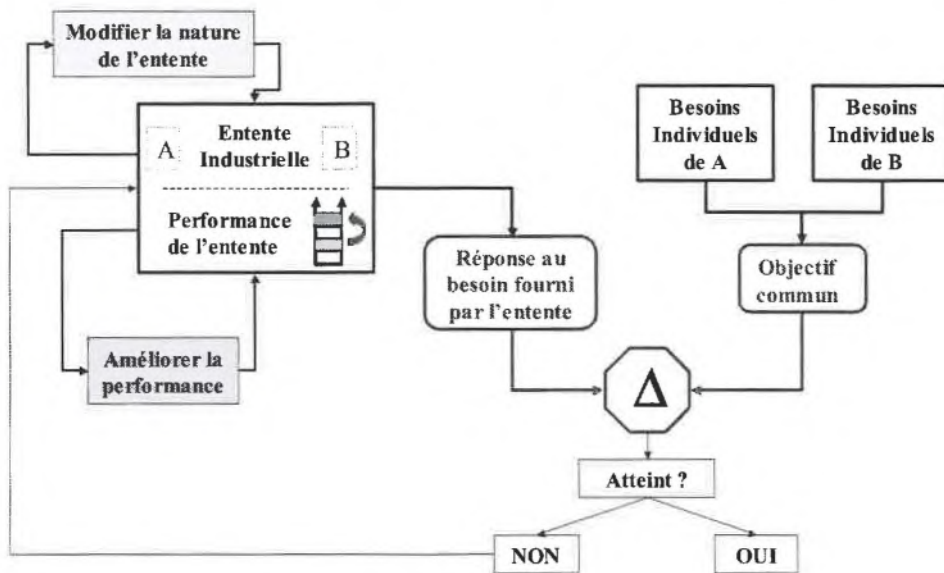 Modifier la nature
de l'entente
A
Entente
Industrielle
B
Performance
de l'entente
Améliorer la
performance
Besoins
Individuels
de A
Besoins
Individuels
de B
Réponse au
besoin fourni
par l'entente
Objectif
commun
Δ
Atteint ?
NON
OUI